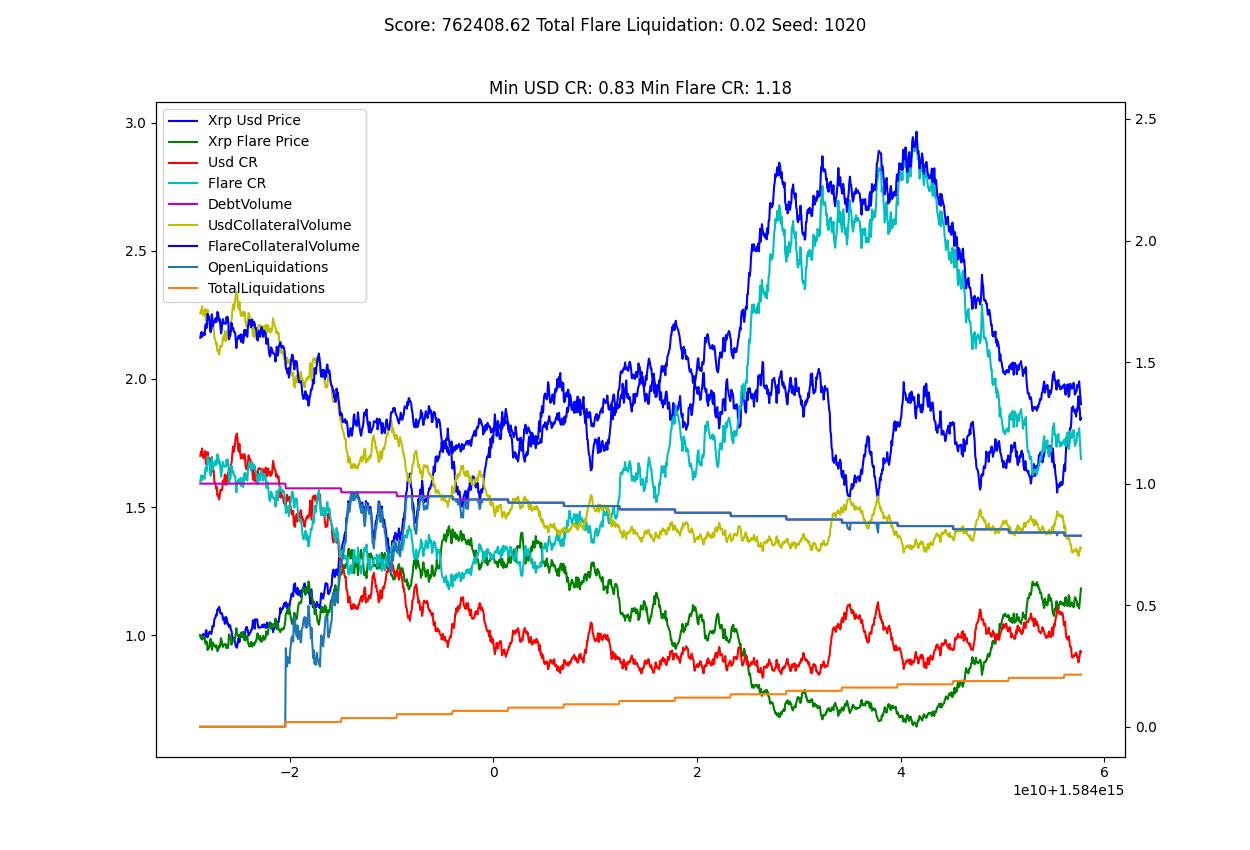 Score: 762408.62 Total Flare Liquidation: 0.02 Seed: 1020
Min USD CR: 0.83 Min Flare CR: 1.18
Xrp Usd Price
Xrp Flare Price
Usd CR
Flare CR
DebtVolume
UsdCollateralVolume
FlareCollateralVolume
OpenLiquidations
TotalLiquidations
3.0
2.5
2.0
1.5
1.0
2.5
2.0
1.5
1.0
0.5
0.0
−2 0 2 4 6
1e10+1.584e15